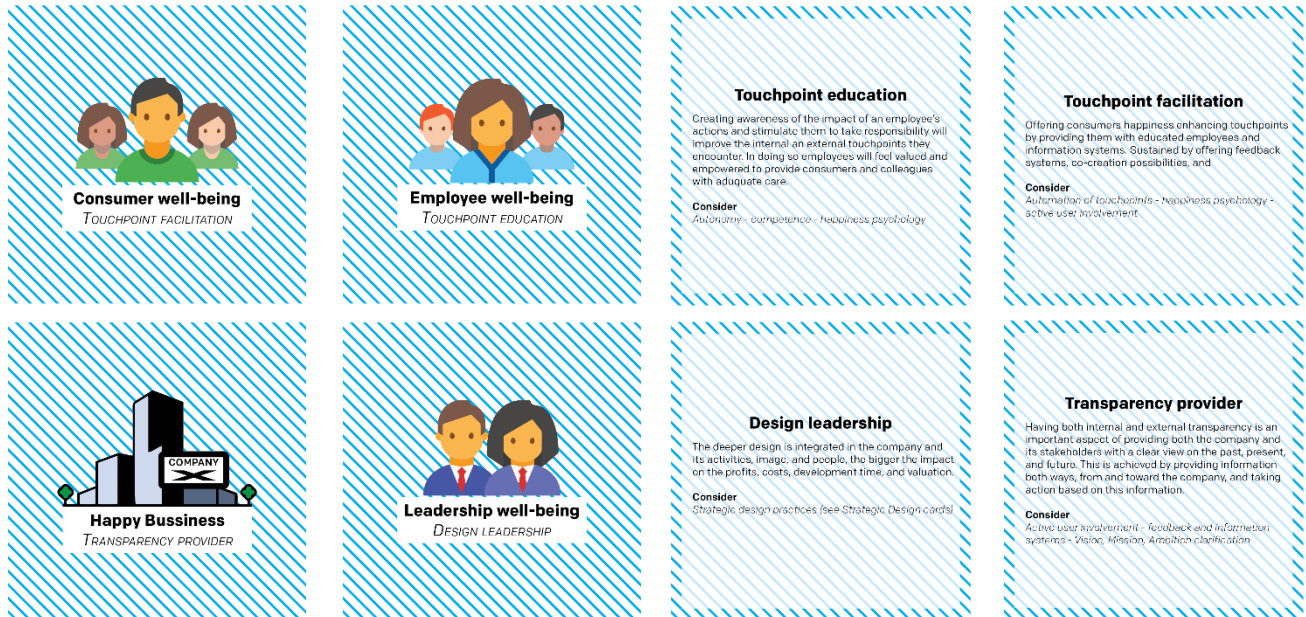 Consumer well-being
Touchpoint facilitation
Employee well-being
Touchpoint education
Touchpoint education
Creating awareness of the impact of an employee's
actions and stimulate them to take responsibility will
improve the internal an external touchpoints they
encounter. In doing so employees will feel valued and
empowered to provide consumers and colleagues
with aduquate care.
Consider
Autonomy - competence - happiness psychology
Touchpoint facilitation
Offering consumers happiness enhancing touchpoints
by providing them with educated employees and
information systems. Sustained by offering feedback
systems, co-creation possibilities, and
Consider
Automation of touchpoints - happiness psychology -
active user involvement
COMPANY
X
Happy Bussiness
Transparency provider
Leadership well-being
Design leadership
Design leadership
The deeper design is integrated in the company and
its activities, image, and people, the bigger the impact
on the profits, costs, development time, and valuation.
Consider
Strategic design practices (see Strategic Design cards)
Transparency provider
Having both internal and external transparency is an
important aspect of providing both the company and
its stakeholders with a clear view on the past, present,
and future. This is achieved by providing information
both ways, from and toward the company, and taking
action based on this information.
Consider
Active user involvement - feedback and information
systems - Vision, Mission, Ambition clarification